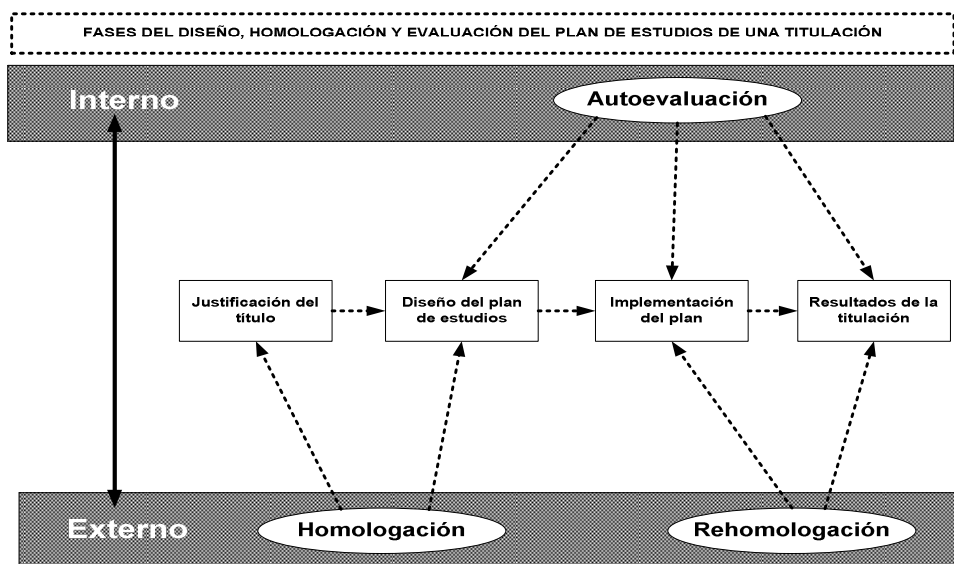 FASES DEL DISEÑO, HOMOLOGACIÓN Y EVALUACIÓN DEL PLAN DE ESTUDIOS DE UNA TITULACIÓN
Interno
Autoevaluación
Justificación del
título
Diseño del plan
de estudios
Implementación
del plan
Resultados de la
titulación
Externo
Homologación
Rehomologación